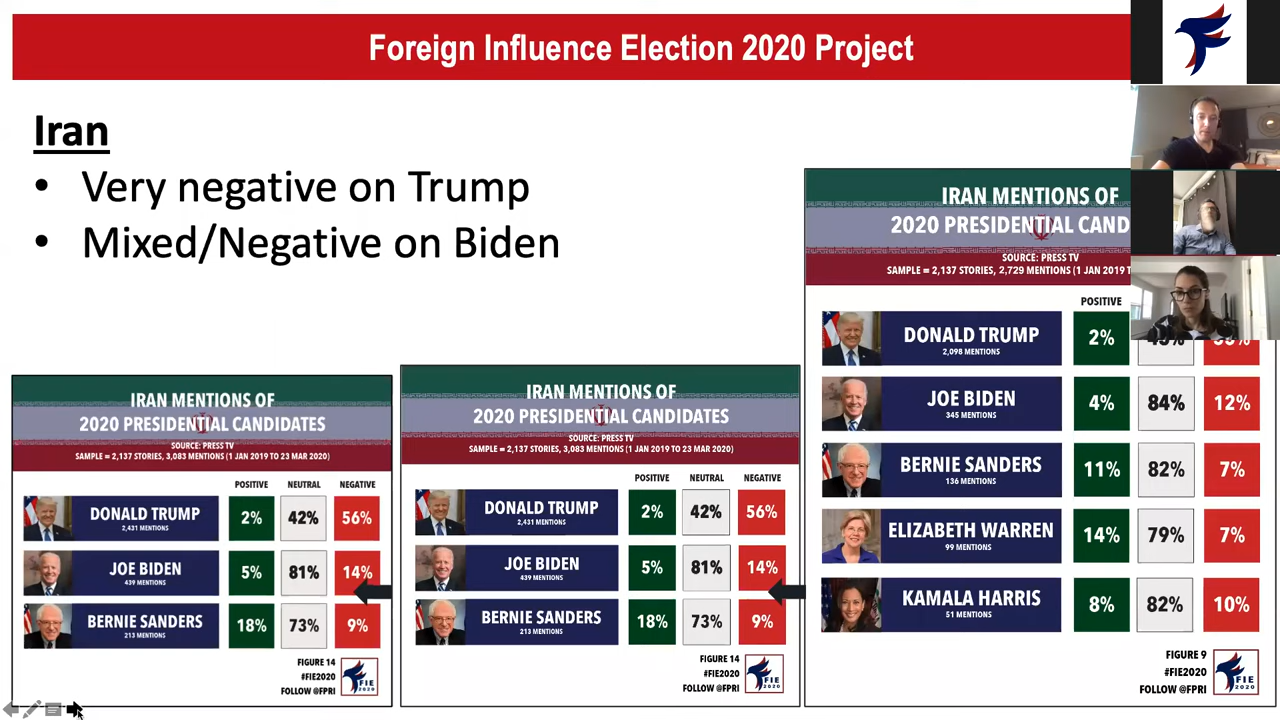 Foreign Influence Election 2020 Project
Iran
• Very negative on Trump
• Mixed/Negative on Biden
IRAN MENTIONS OF
2020 PRESIDENTIAL CANDIDATES
SOURCE: PRESS TV
SAMPLE = 2,137 STORIES, 3,083 MENTIONS (1 JAN 2019 TO 23 MAR 2020)
POSITIVE NEUTRAL NEGATIVE
DONALD TRUMP 2% 42% 56%
2,431 MENTIONS
JOE BIDEN 5% 81% 14%
439 MENTIONS
BERNIE SANDERS 18% 73% 9%
213 MENTIONS
FIGURE 14
#FIE2020
FOLLOW @FPRI
FIE
2020
IRAN MENTIONS OF
2020 PRESIDENTIAL CANDIDATES
SOURCE: PRESS TV
SAMPLE = 2,137 STORIES, 3,083 MENTIONS (1 JAN 2019 TO 23 MAR 2020)
POSITIVE NEUTRAL NEGATIVE
DONALD TRUMP 2% 42% 56%
2,431 MENTIONS
JOE BIDEN 5% 81% 14%
439 MENTIONS
BERNIE SANDERS 18% 73% 9%
213 MENTIONS
FIGURE 14
#FIE2020
FOLLOW @FPRI
FIE
2020
IRAN MENTIONS OF
2020 PRESIDENTIAL CAND
SOURCE: PRESS TV
SAMPLE = 2,137 STORIES, 2,729 MENTIONS (1 JAN 2019 T
POSITIVE
DONALD TRUMP 2%
2,098 MENTIONS
JOE BIDEN 4% 84% 12%
345 MENTIONS
BERNIE SANDERS 11% 82% 7%
136 MENTIONS
ELIZABETH WARREN 14% 79% 7%
99 MENTIONS
KAMALA HARRIS 8% 82% 10%
51 MENTIONS
FIGURE 9
#FIE2020
FOLLOW @FPRI
FIE
2020